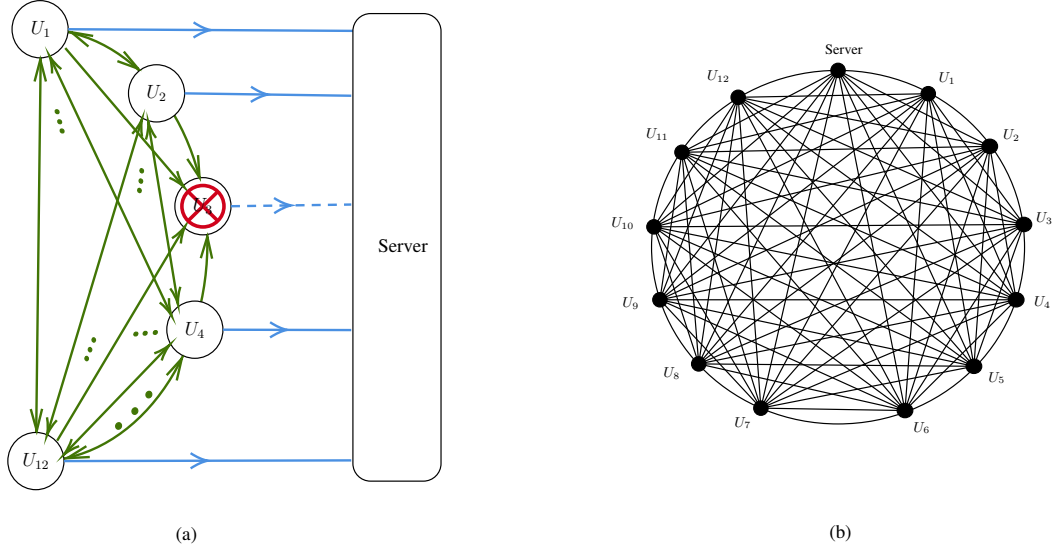 U₁
U₂
U₄
U₁₂
Server
(a)
Server
U₁
U₂
U₃
U₄
U₅
U₆
U₇
U₈
U₉
U₁₀
U₁₁
U₁₂
(b)